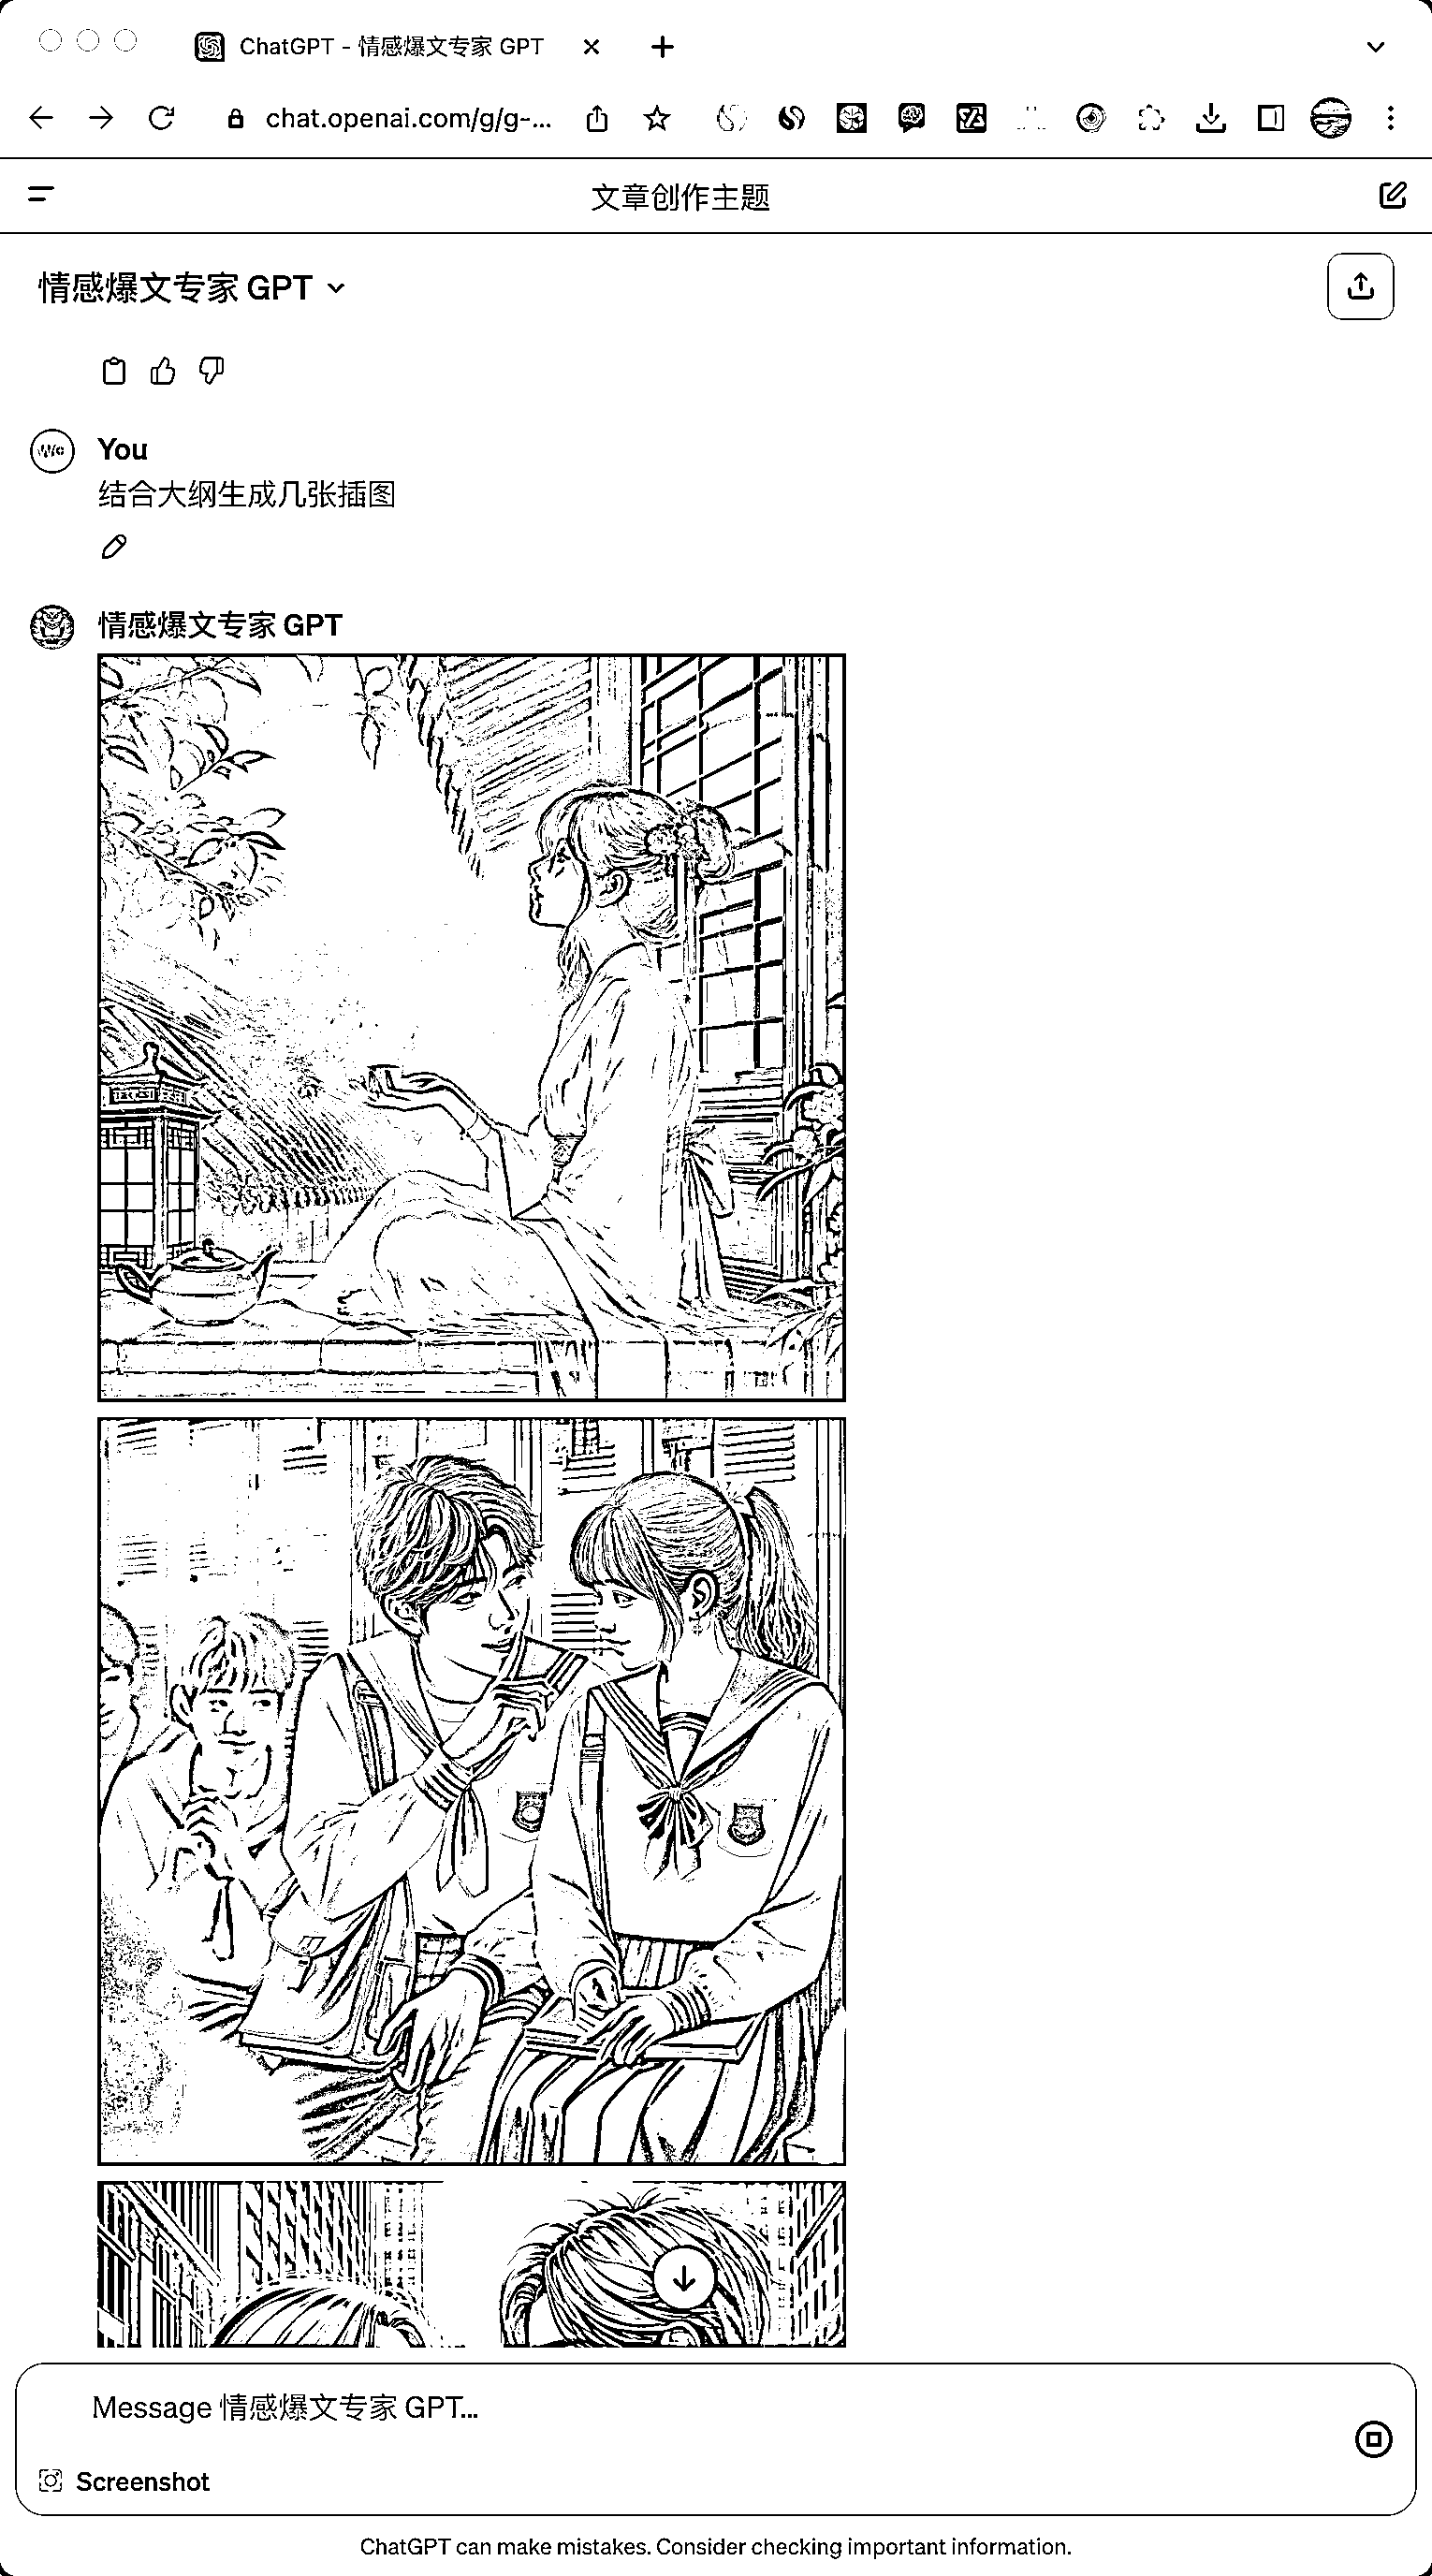 ChatGPT - 情感爆文专家 GPT
chat.openai.com/g/g-...
文章创作主题
情感爆文专家 GPT
You
结合大纲生成几张插图
情感爆文专家 GPT
Message 情感爆文专家 GPT...
Screenshot
ChatGPT can make mistakes. Consider checking important information.